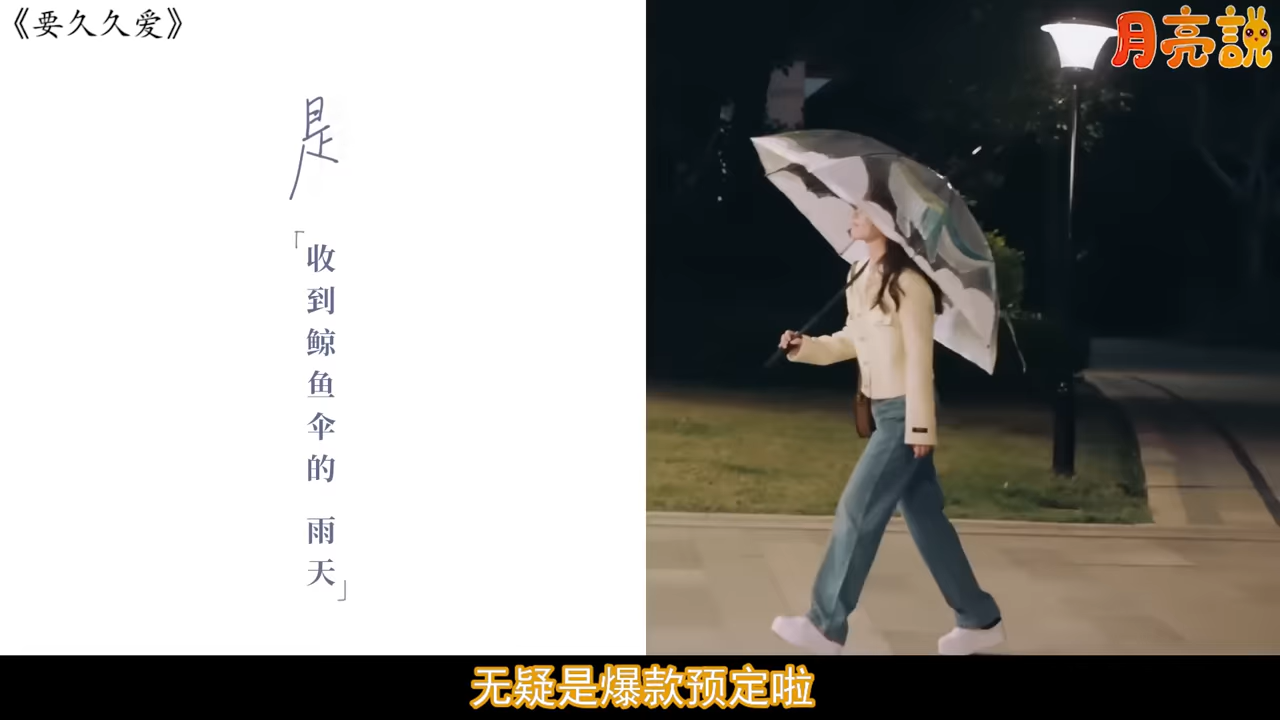 《要久久爱》
月亮説
是
「收到鲸鱼伞的 雨天」
无疑是爆款预定啦